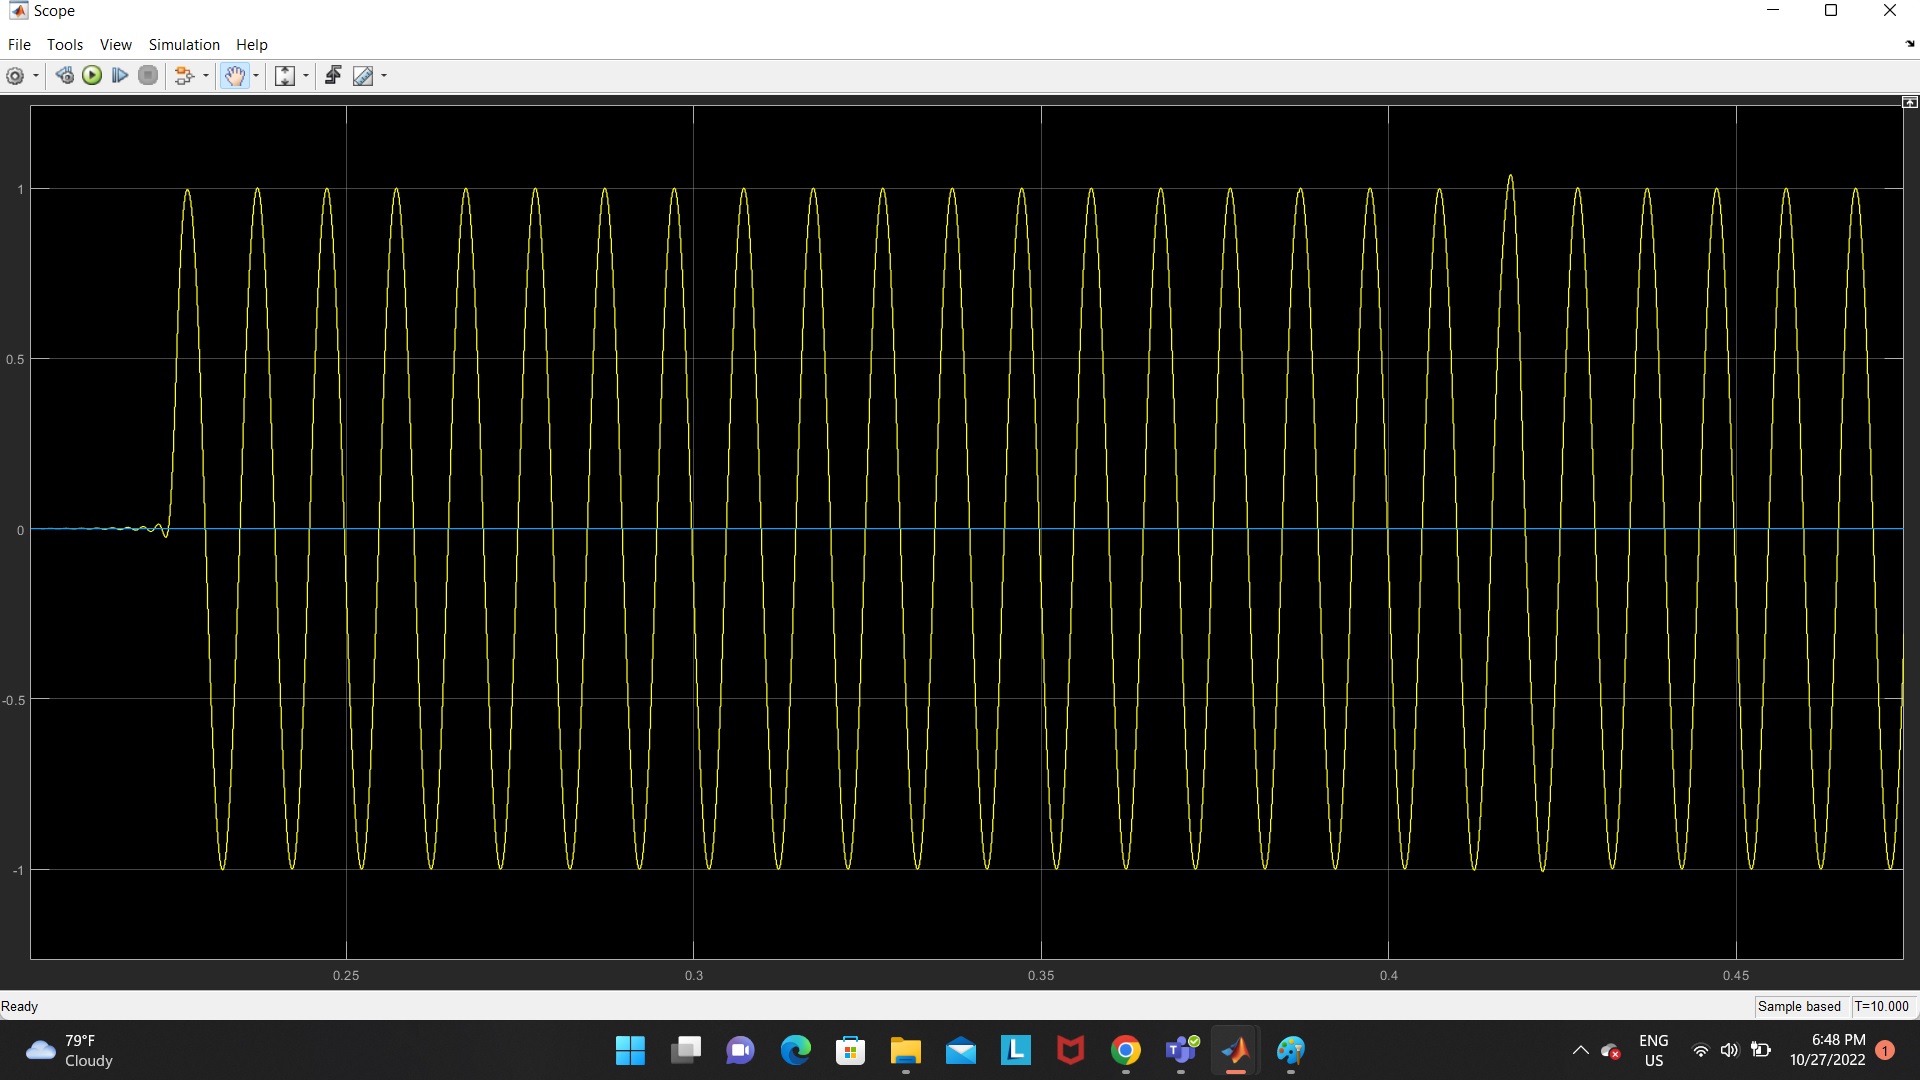 Scope
File Tools View Simulation Help
1
0.5
0
-0.5
-1
0.25 0.3 0.35 0.4 0.45
Ready Sample based T=10.000
79°F
Cloudy
L
T
ENG
US
6:48 PM
10/27/2022
1